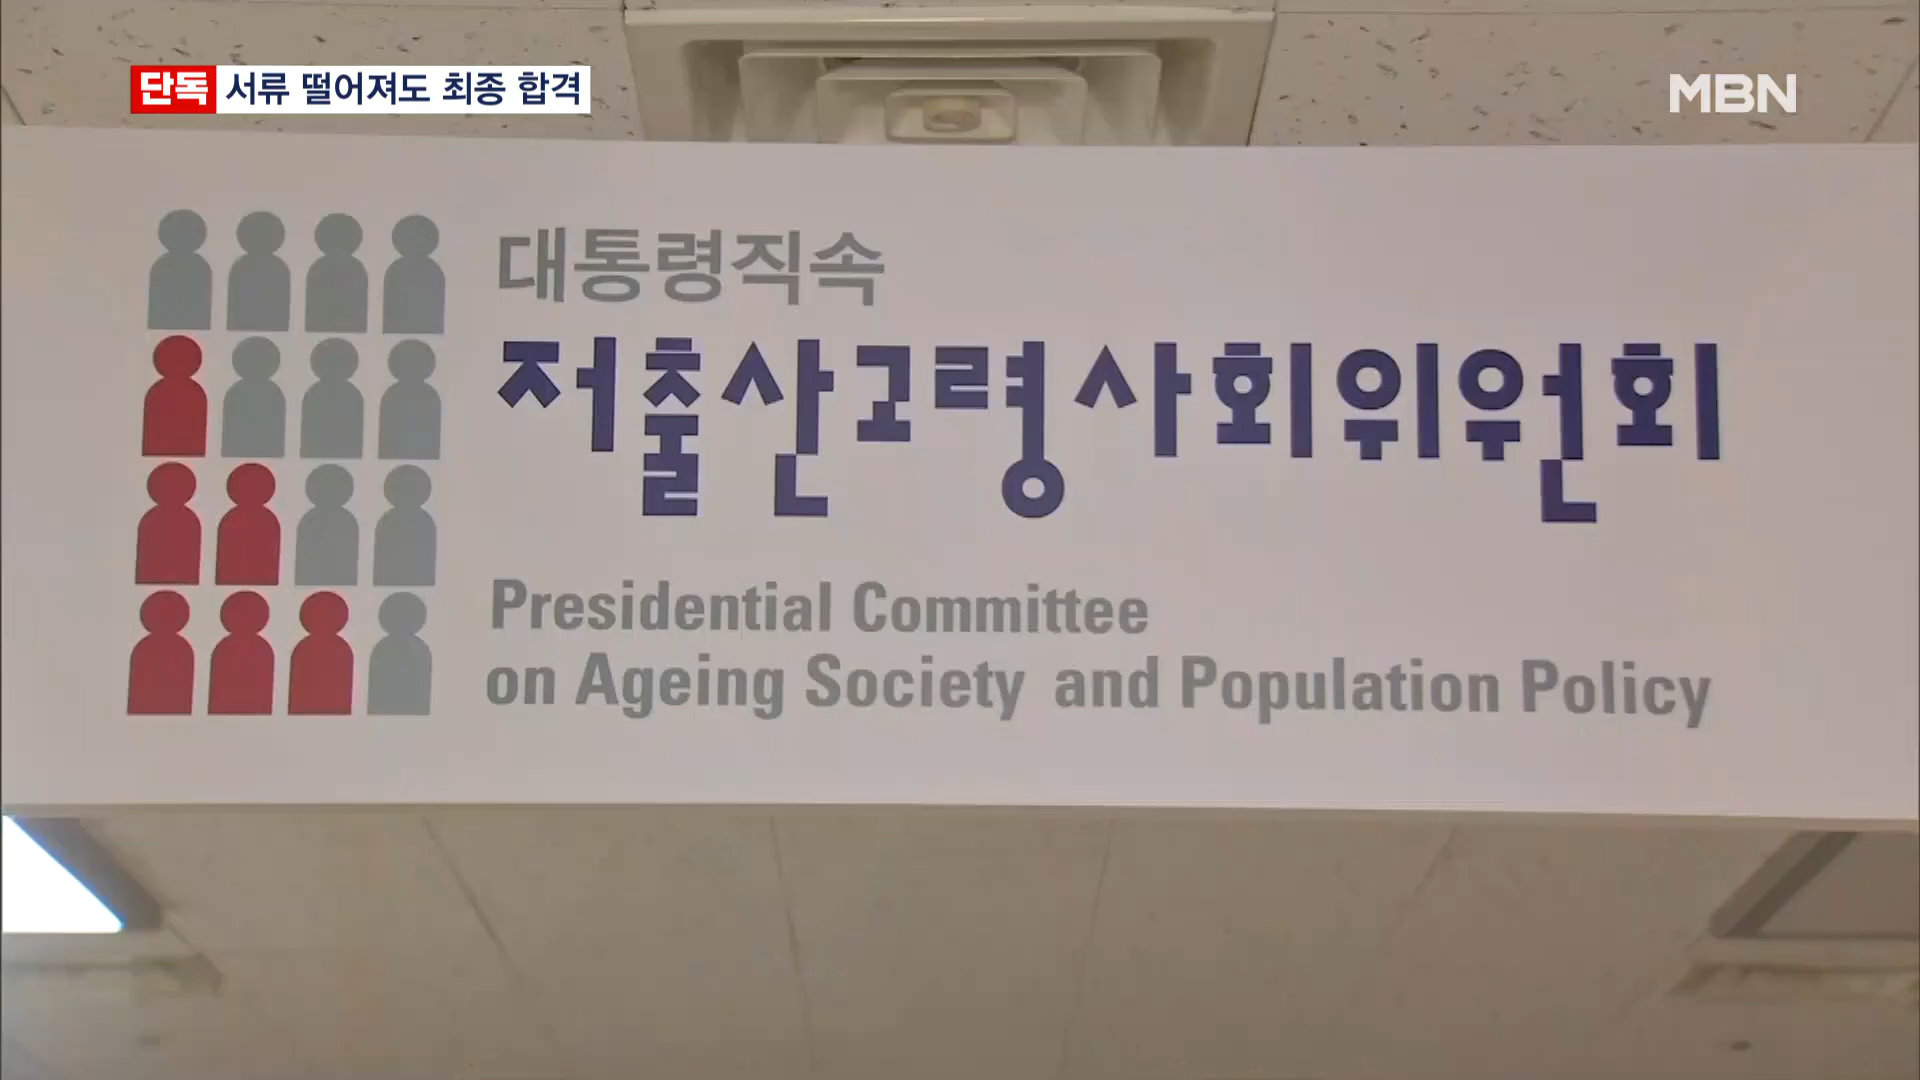 단독 서류 떨어져도 최종 합격
MBN
대통령직속
저출산고령사회위원회
Presidential Committee
on Ageing Society and Population Policy